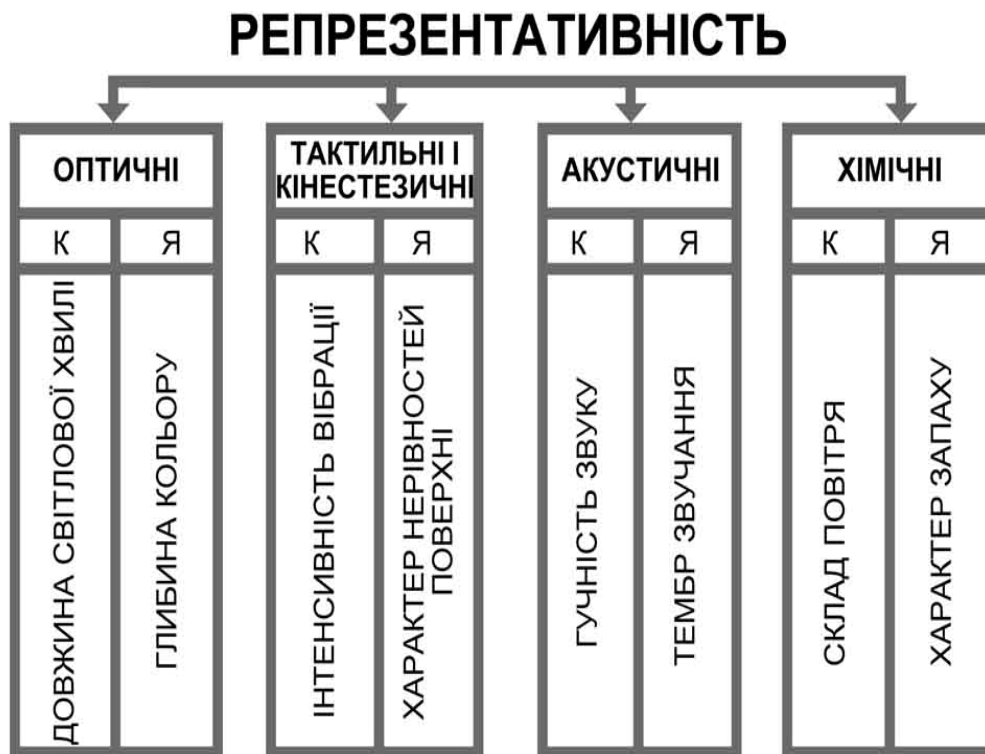 РЕПРЕЗЕНТАТИВНІСТЬ
ОПТИЧНІ
К
Я
ДОВЖИНА СВІТЛОВОЇ ХВИЛІ
ГЛИБИНА КОЛЬОРУ
ТАКТИЛЬНІ І
КІНЕСТЕЗИЧНІ
К
Я
ІНТЕНСИВНІСТЬ ВІБРАЦІЇ
ХАРАКТЕР НЕРІВНОСТЕЙ
ПОВЕРХНІ
АКУСТИЧНІ
К
Я
ГУЧНІСТЬ ЗВУКУ
ТЕМБР ЗВУЧАННЯ
ХІМІЧНІ
К
Я
СКЛАД ПОВІТРЯ
ХАРАКТЕР ЗАПАХУ